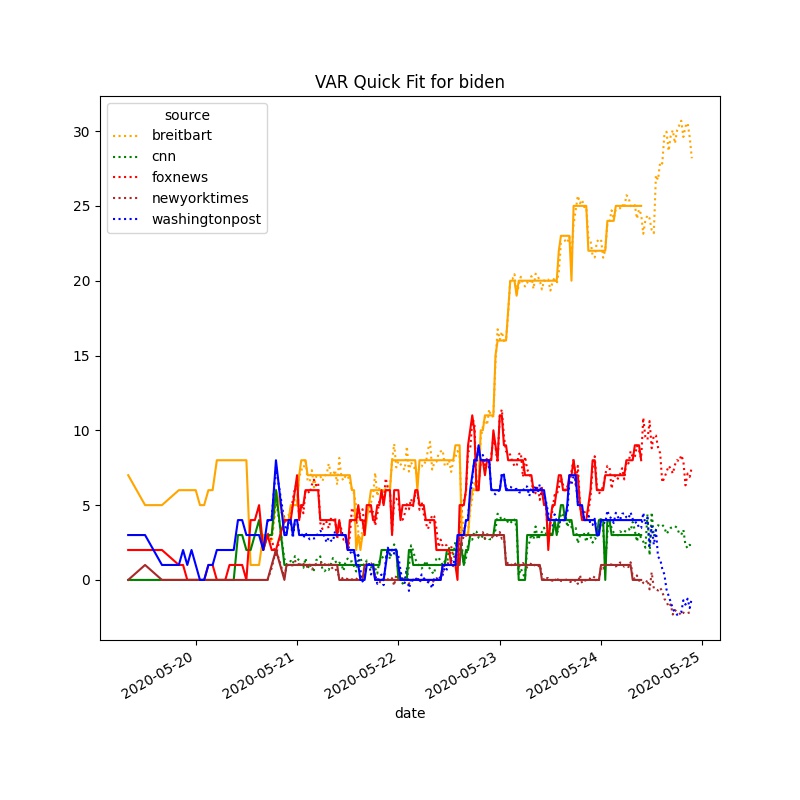 VAR Quick Fit for biden
source
breitbart
cnn
foxnews
newyorktimes
washingtonpost
30
25
20
15
10
5
0
2020-05-20
2020-05-21
2020-05-22
2020-05-23
2020-05-24
2020-05-25
date